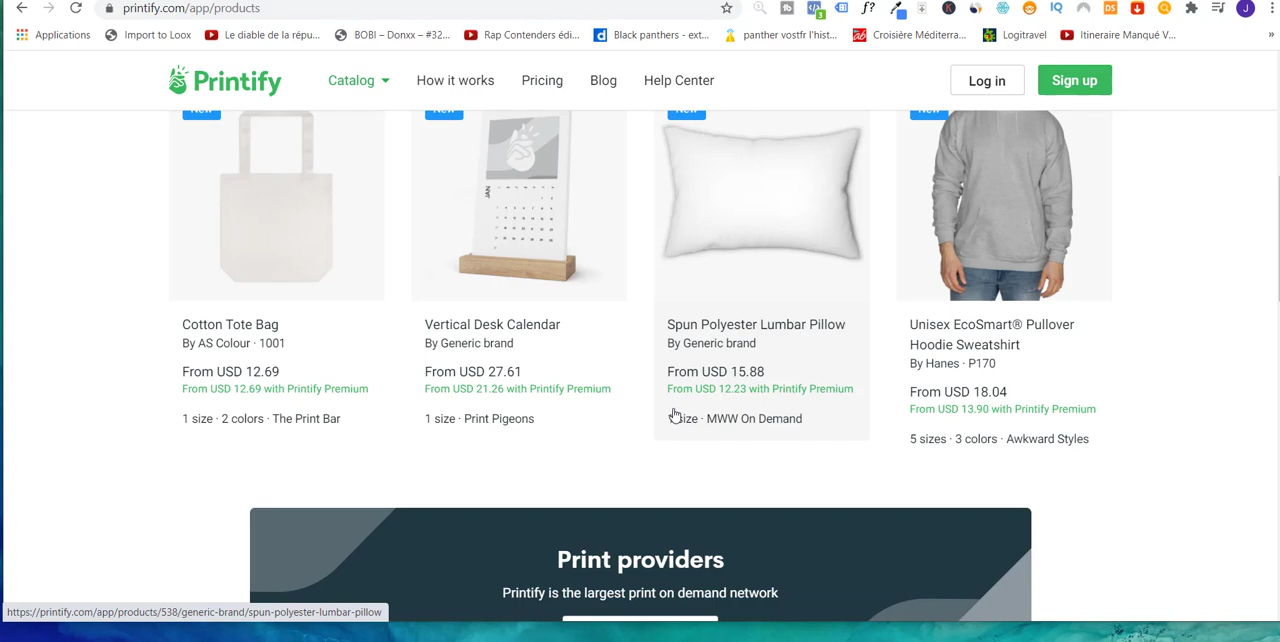 printify.com/app/products
3
J
Applications
Import to Loox
Le diable de la répu...
BOBI – Donxx – #32...
Rap Contenders édi...
Black panthers - ext...
panther vostfr l'hist...
Croisière Méditerra...
Logitravel
Itineraire Manqué V...
»
Printify
Catalog
How it works
Pricing
Blog
Help Center
Log in
Sign up
New
New
New
New
JAN
Cotton Tote Bag
By AS Colour · 1001
From USD 12.69
From USD 12.69 with Printify Premium
1 size · 2 colors · The Print Bar
Vertical Desk Calendar
By Generic brand
From USD 27.61
From USD 21.26 with Printify Premium
1 size · Print Pigeons
Spun Polyester Lumbar Pillow
By Generic brand
From USD 15.88
From USD 12.23 with Printify Premium
size · MWW On Demand
Unisex EcoSmart® Pullover
Hoodie Sweatshirt
By Hanes · P170
From USD 18.04
From USD 13.90 with Printify Premium
5 sizes · 3 colors · Awkward Styles
Print providers
Printify is the largest print on demand network
https://printify.com/app/products/538/generic-brand/spun-polyester-lumbar-pillow